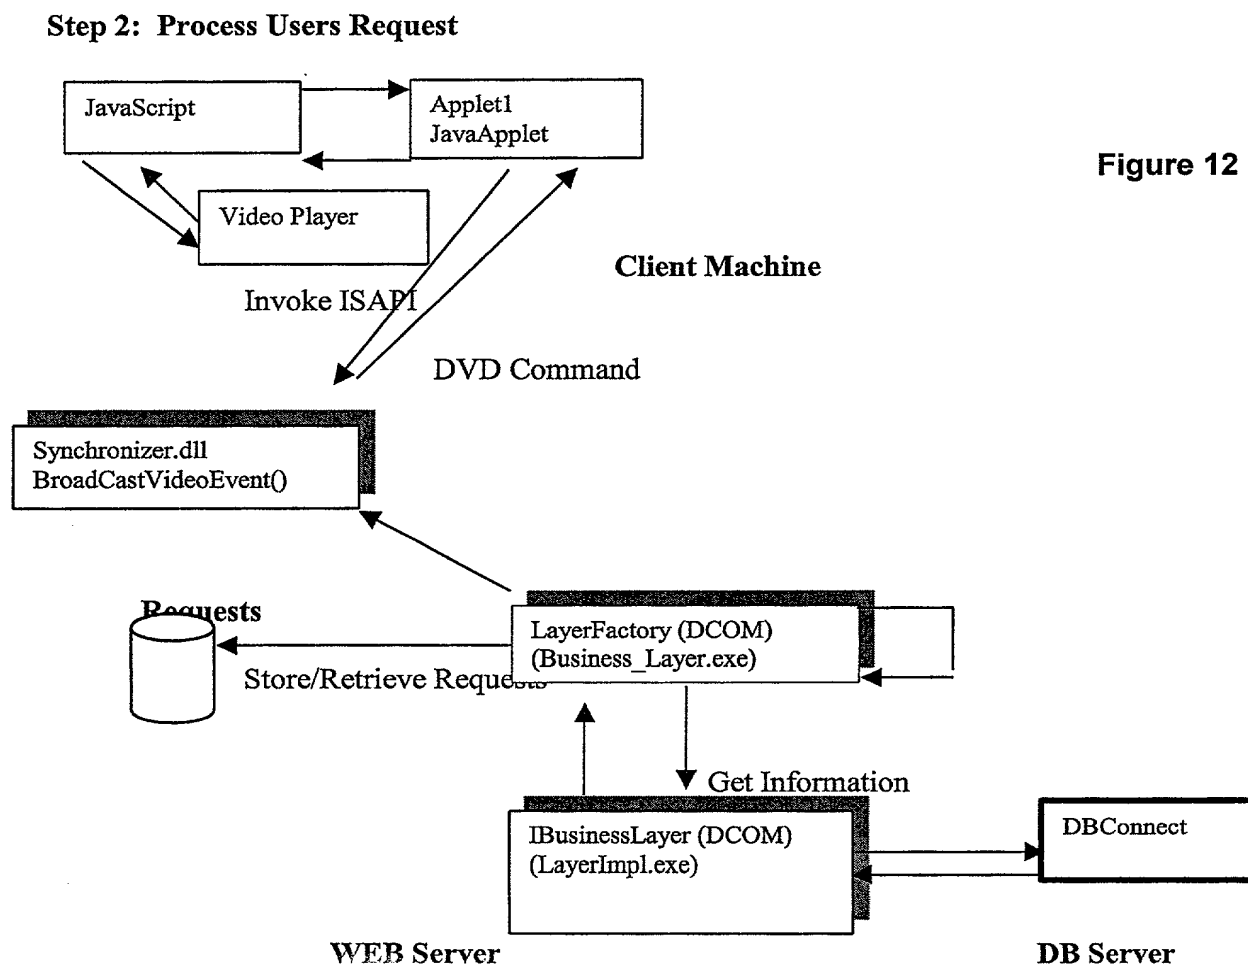 Step 2: Process Users Request
JavaScript
Applet1
JavaApplet
Figure 12
Video Player
Client Machine
Invoke ISAPI
DVD Command
Synchronizer.dll
BroadCastVideoEvent()
Requests
LayerFactory (DCOM)
(Business_Layer.exe)
Store/Retrieve Requests
Get Information
IBusinessLayer (DCOM)
(LayerImpl.exe)
DBConnect
WEB Server
DB Server